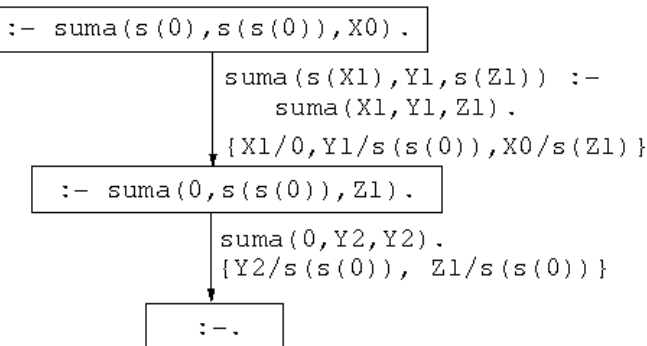 :- suma(s(0),s(s(0)),X0).
suma(s(X1),Y1,s(Z1)) :-
suma(X1,Y1,Z1).
{X1/0,Y1/s(s(0)),X0/s(Z1)}
:- suma(0,s(s(0)),Z1).
suma(0,Y2,Y2).
{Y2/s(s(0)), Z1/s(s(0))}
:-.